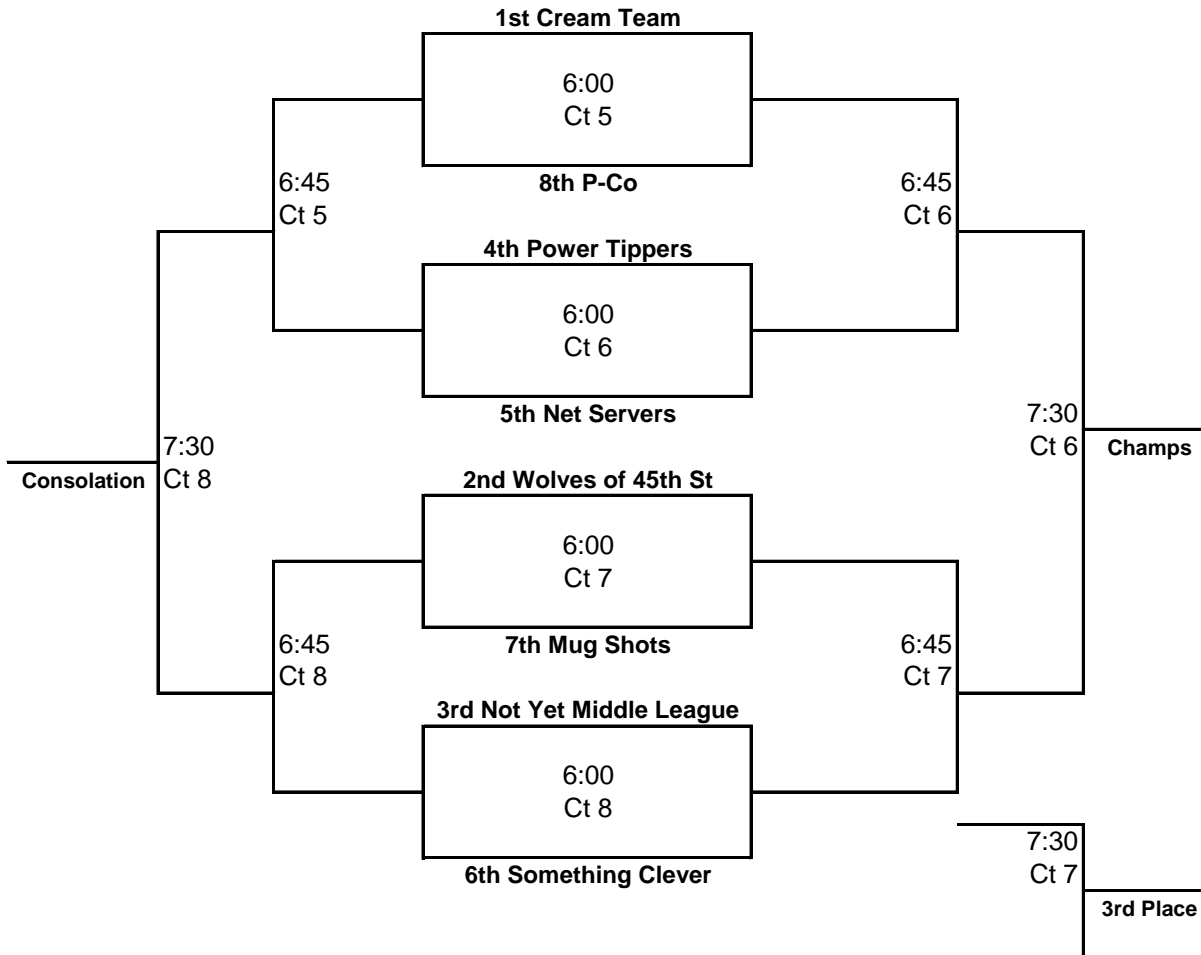 1st Cream Team
6:00
Ct 5
8th P-Co
6:45
Ct 5
6:45
Ct 6
4th Power Tippers
6:00
Ct 6
5th Net Servers
7:30
Ct 8
Consolation
7:30
Ct 6
Champs
2nd Wolves of 45th St
6:00
Ct 7
7th Mug Shots
6:45
Ct 8
6:45
Ct 7
3rd Not Yet Middle League
6:00
Ct 8
6th Something Clever
7:30
Ct 7
3rd Place